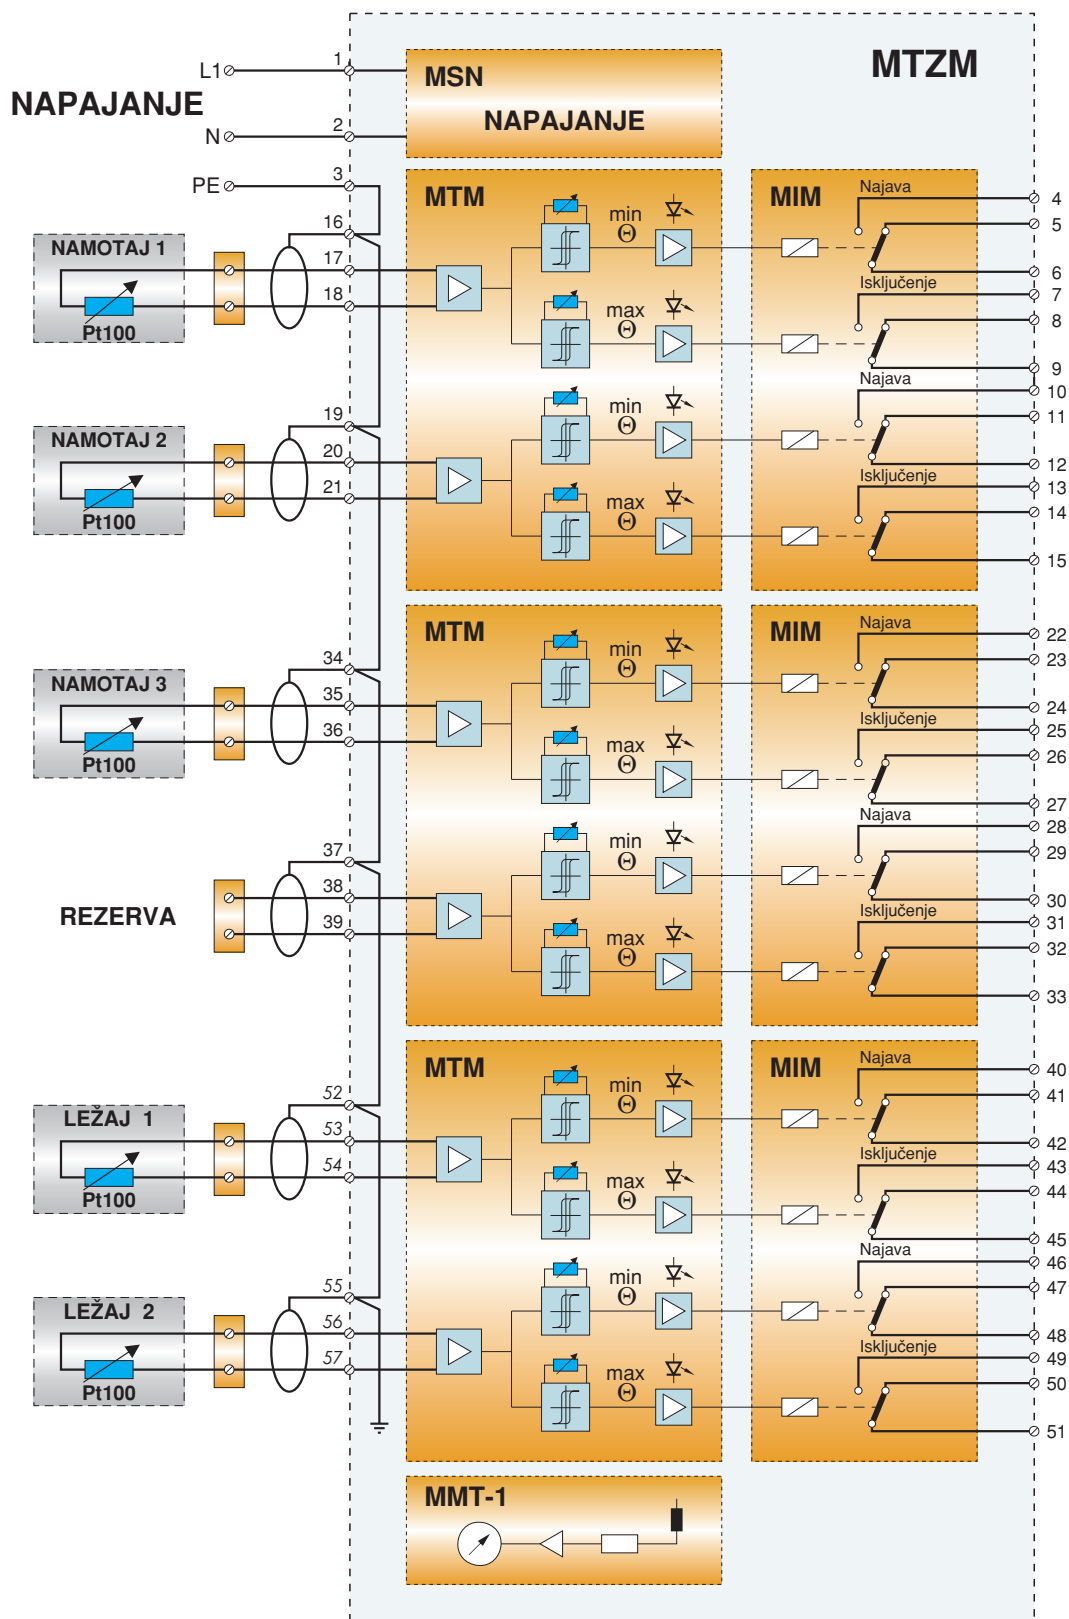 MTZM
L1
1
MSN
NAPAJANJE
NAPAJANJE
N
2
PE
3
MTM
MIM
NAMOTAJ 1
Pt100
16
17
18
min
Θ
max
Θ
Najava
4
5
6
Isključenje
7
8
9
NAMOTAJ 2
Pt100
19
20
21
min
Θ
max
Θ
Najava
10
11
12
Isključenje
13
14
15
MTM
MIM
NAMOTAJ 3
Pt100
34
35
36
min
Θ
max
Θ
Najava
22
23
24
Isključenje
25
26
27
REZERVA
37
38
39
min
Θ
max
Θ
Najava
28
29
30
Isključenje
31
32
33
MTM
MIM
LEŽAJ 1
Pt100
52
53
54
min
Θ
max
Θ
Najava
40
41
42
Isključenje
43
44
45
LEŽAJ 2
Pt100
55
56
57
min
Θ
max
Θ
Najava
46
47
48
Isključenje
49
50
51
MMT-1